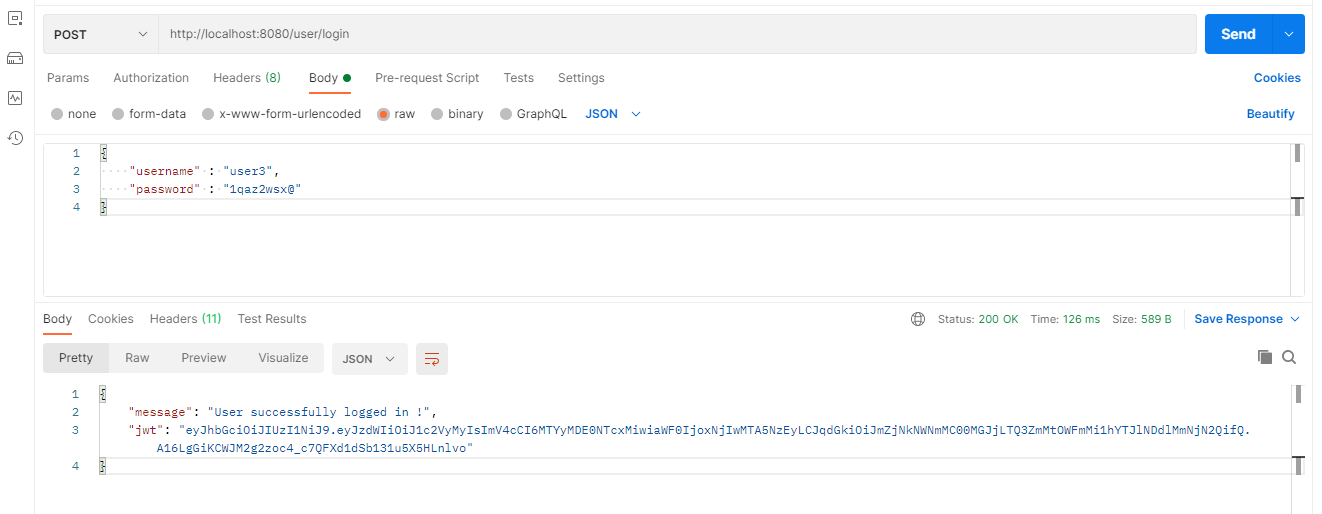 POST http://localhost:8080/user/login Send
Params Authorization Headers (8) Body Pre-request Script Tests Settings Cookies
none form-data x-www-form-urlencoded raw binary GraphQL JSON Beautify
1 {
2 "username" : "user3",
3 "password" : "1qaz2wsx@"
4 }
Body Cookies Headers (11) Test Results Status: 200 OK Time: 126 ms Size: 589 B Save Response
Pretty Raw Preview Visualize JSON
1 {
2 "message": "User successfully logged in !",
3 "jwt": "eyJhbGciOiJIUzI1NiJ9.eyJzdWIiOiJ1c2VyMyIsImV4cCI6MTYyMDE0NTcxMiwiaWF0IjoxNjIwMTA5NzEyLCJqdGkiOiJmZjNkNWNmMC00MGJjLTQ3ZmMtOWFmMi1hYTJlNDdlMmNjN2QifQ.
A16LgGiKCWJM2g2zoc4_c7QFXd1dSb131u5X5HLnlvo"
4 }